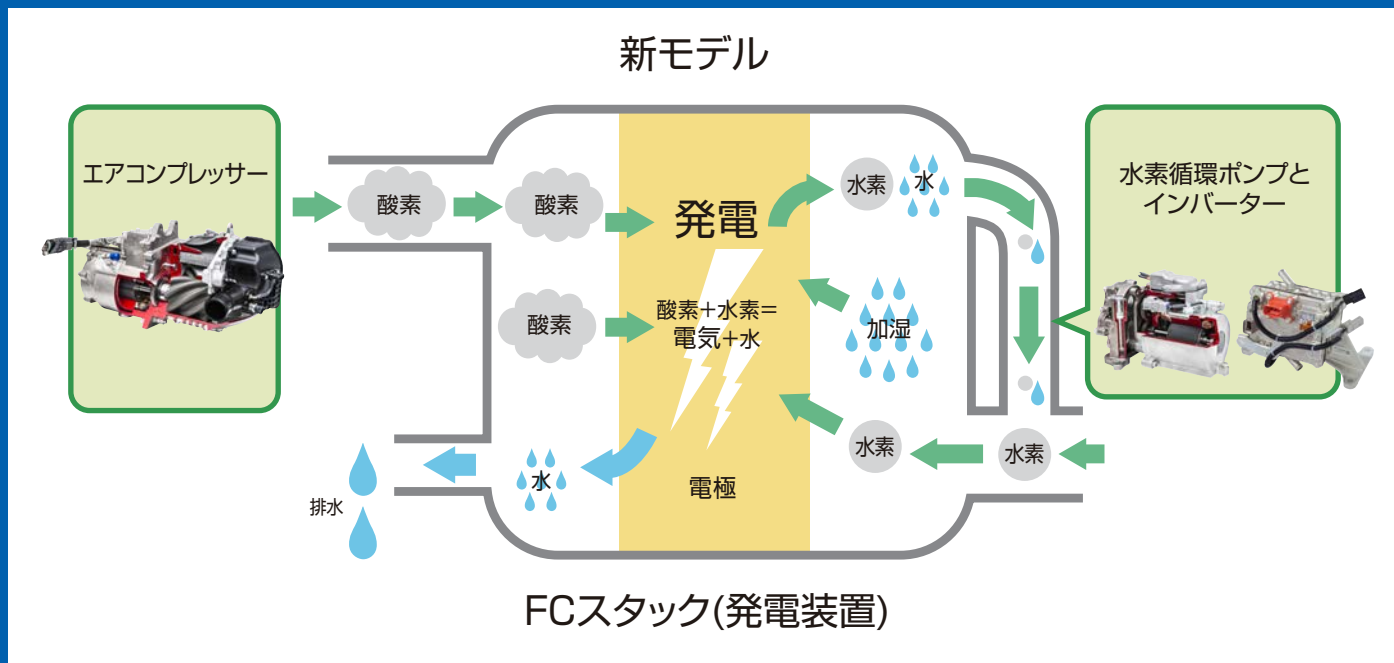 新モデル
エアコンプレッサー
酸素
酸素
発電
水素
水
水素循環ポンプと
インバーター
酸素
酸素+水素=
電気+水
加湿
水素
水素
水
電極
排水
FCスタック(発電装置)